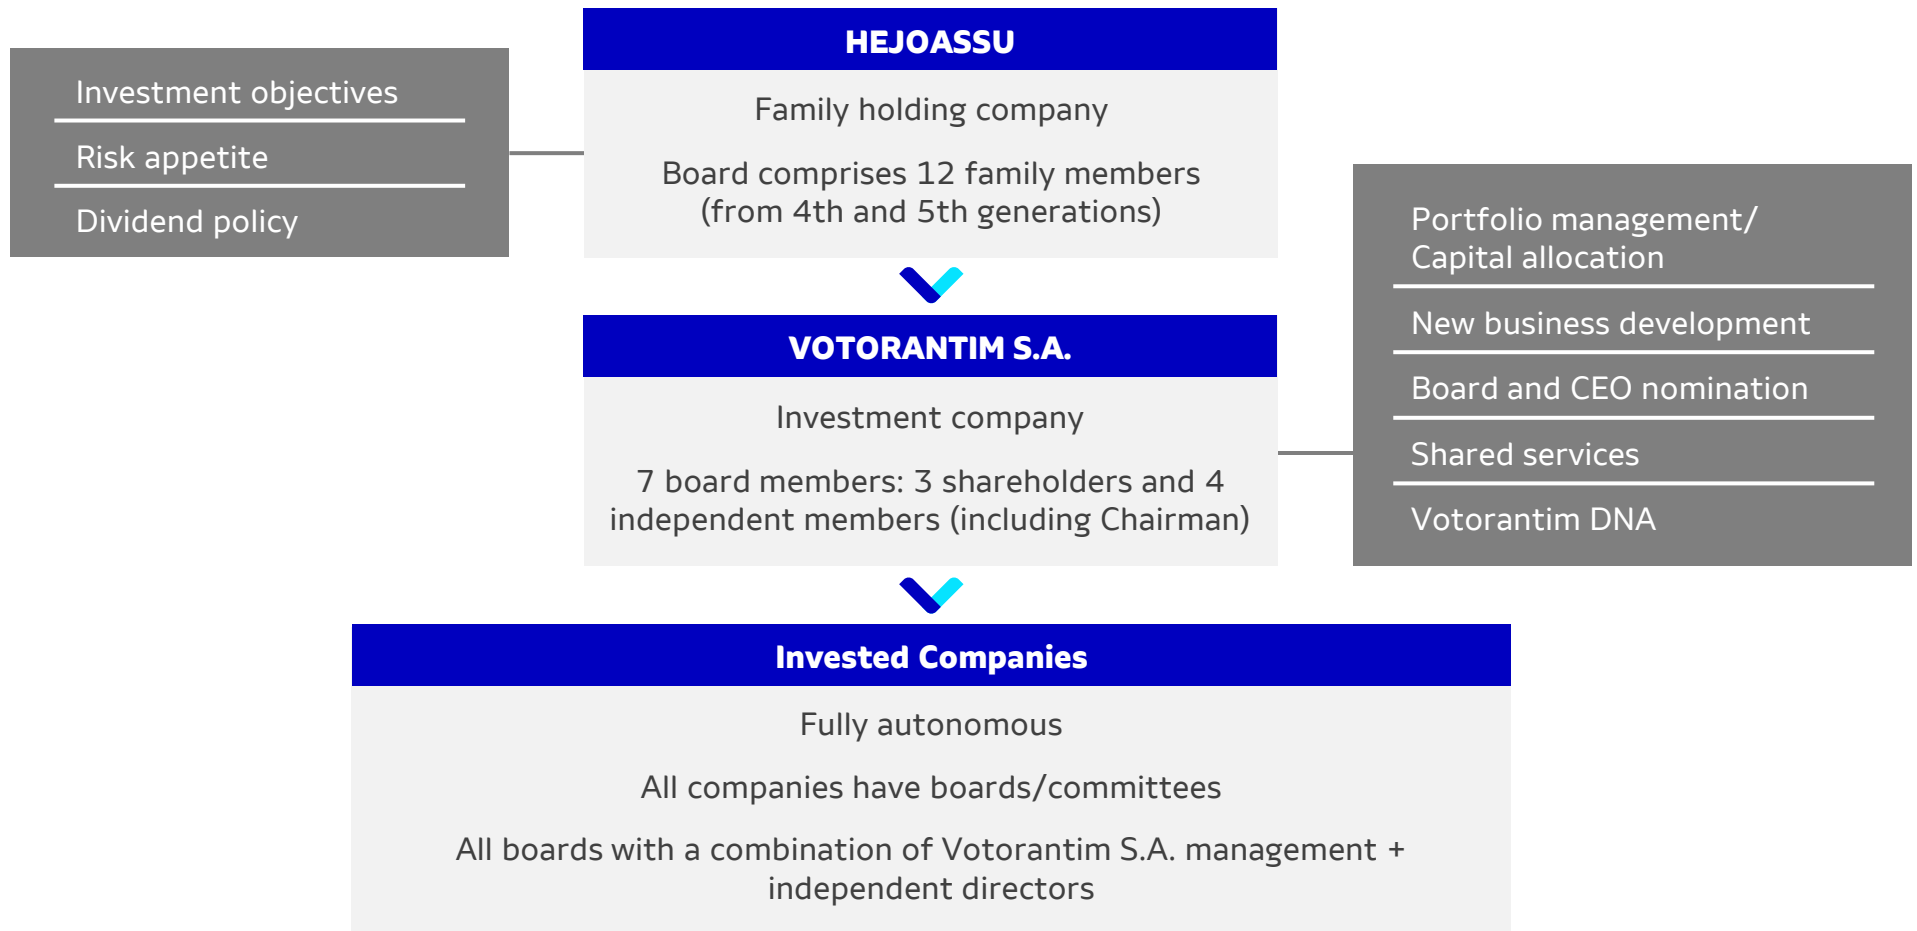 HEJOASSU
Family holding company
Board comprises 12 family members
(from 4th and 5th generations)
Investment objectives
Risk appetite
Dividend policy
VOTORANTIM S.A.
Investment company
7 board members: 3 shareholders and 4
independent members (including Chairman)
Portfolio management/
Capital allocation
New business development
Board and CEO nomination
Shared services
Votorantim DNA
Invested Companies
Fully autonomous
All companies have boards/committees
All boards with a combination of Votorantim S.A. management +
independent directors